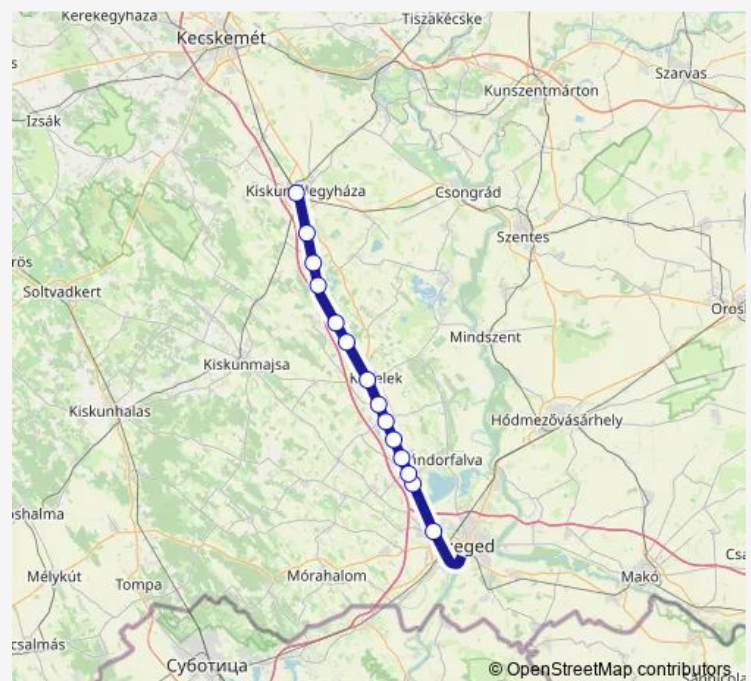 Kerekegyháza
Tiszakécske
Kecskemét
Szarvas
Kunszentmárton
Izsák
Csongrád
Szentes
Soltvadkert
Mindszent
Kiskunmajsa
Kiskunhalas
Hódmezővásárhely
Mélykút
Tompa
Mórahalom
Makó
Суботица
© OpenStreetMap contributors